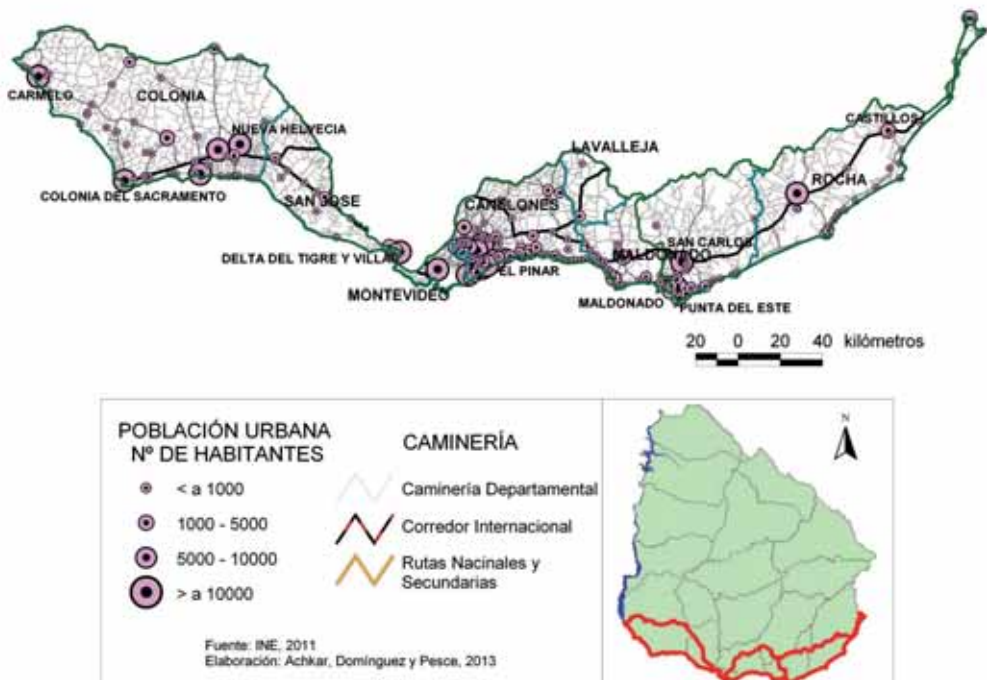 CARMELO
COLONIA
NUEVA HELVECIA
COLONIA DEL SACRAMENTO
SAN JOSE
DELTA DEL TIGRE Y VILLAS
MONTEVIDEO
CANELONES
EL PINAR
LAVALLEJA
MALDONADO
SAN CARLOS
MALDONADO
PUNTA DEL ESTE
CASTILLOS
ROCHA
20 0 20 40 kilómetros
POBLACIÓN URBANA
Nº DE HABITANTES
< a 1000
1000 - 5000
5000 - 10000
> a 10000
CAMINERÍA
Caminería Departamental
Corredor Internacional
Rutas Nacinales y
Secundarias
Fuente: INE, 2011
Elaboración: Achkar, Domínguez y Pesce, 2013
N